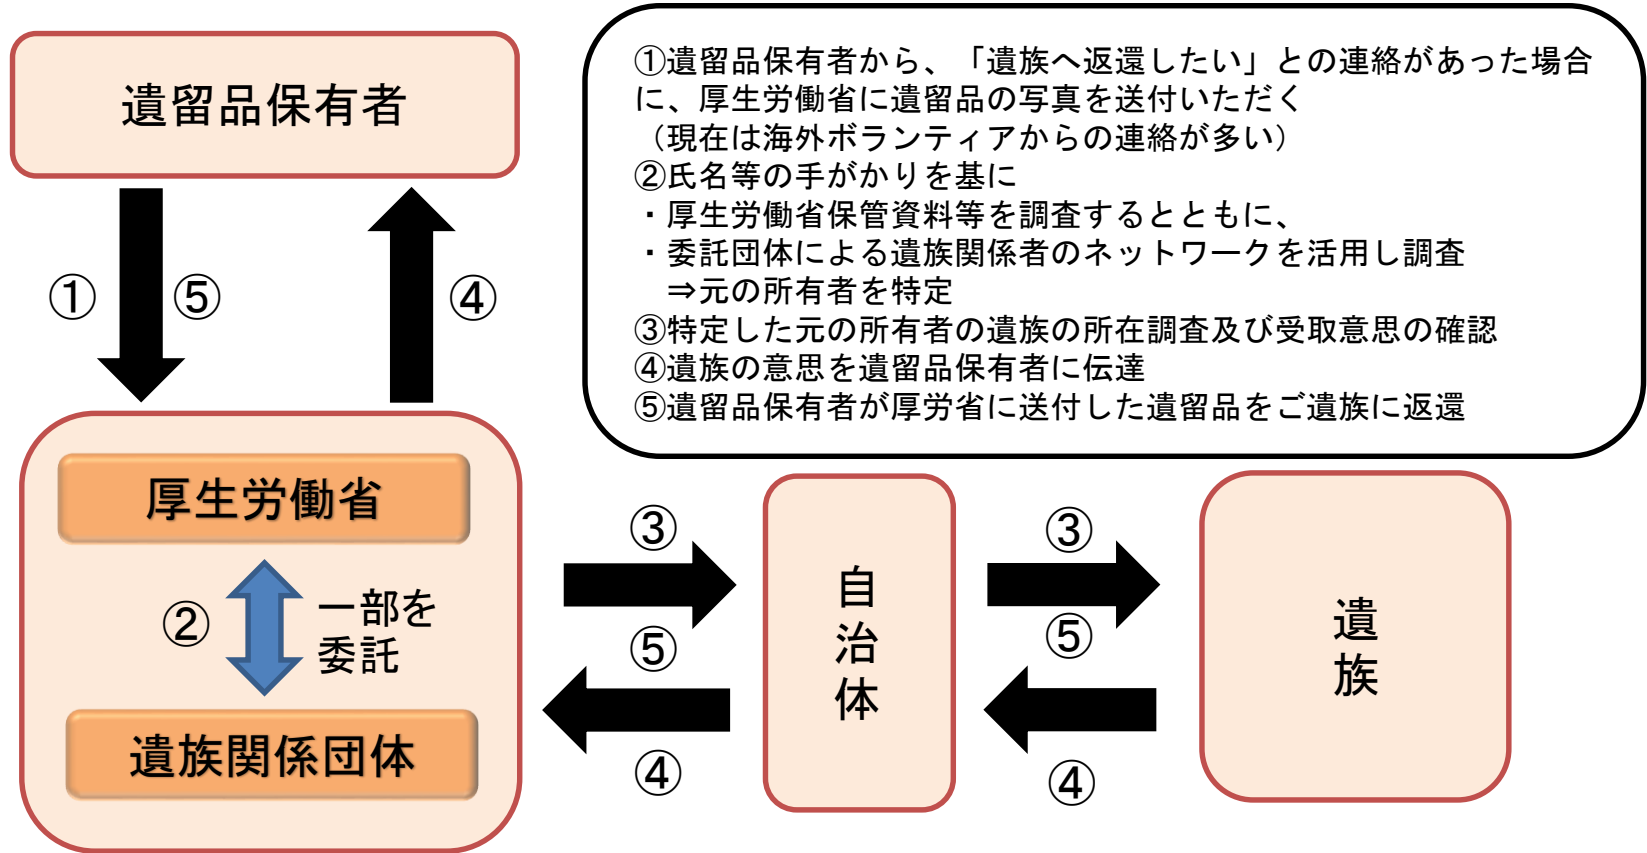 遺留品保有者
①遺留品保有者から、「遺族へ返還したい」との連絡があった場合
に、厚生労働省に遺留品の写真を送付いただく
（現在は海外ボランティアからの連絡が多い）
②氏名等の手がかりを基に
・厚生労働省保管資料等を調査するとともに、
・委託団体による遺族関係者のネットワークを活用し調査
⇒元の所有者を特定
③特定した元の所有者の遺族の所在調査及び受取意思の確認
④遺族の意思を遺留品保有者に伝達
⑤遺留品保有者が厚労省に送付した遺留品をご遺族に返還
① ⑤ ④
厚生労働省
② 一部を
委託
遺族関係団体
③
⑤
④
自治体
③
⑤
④
遺族